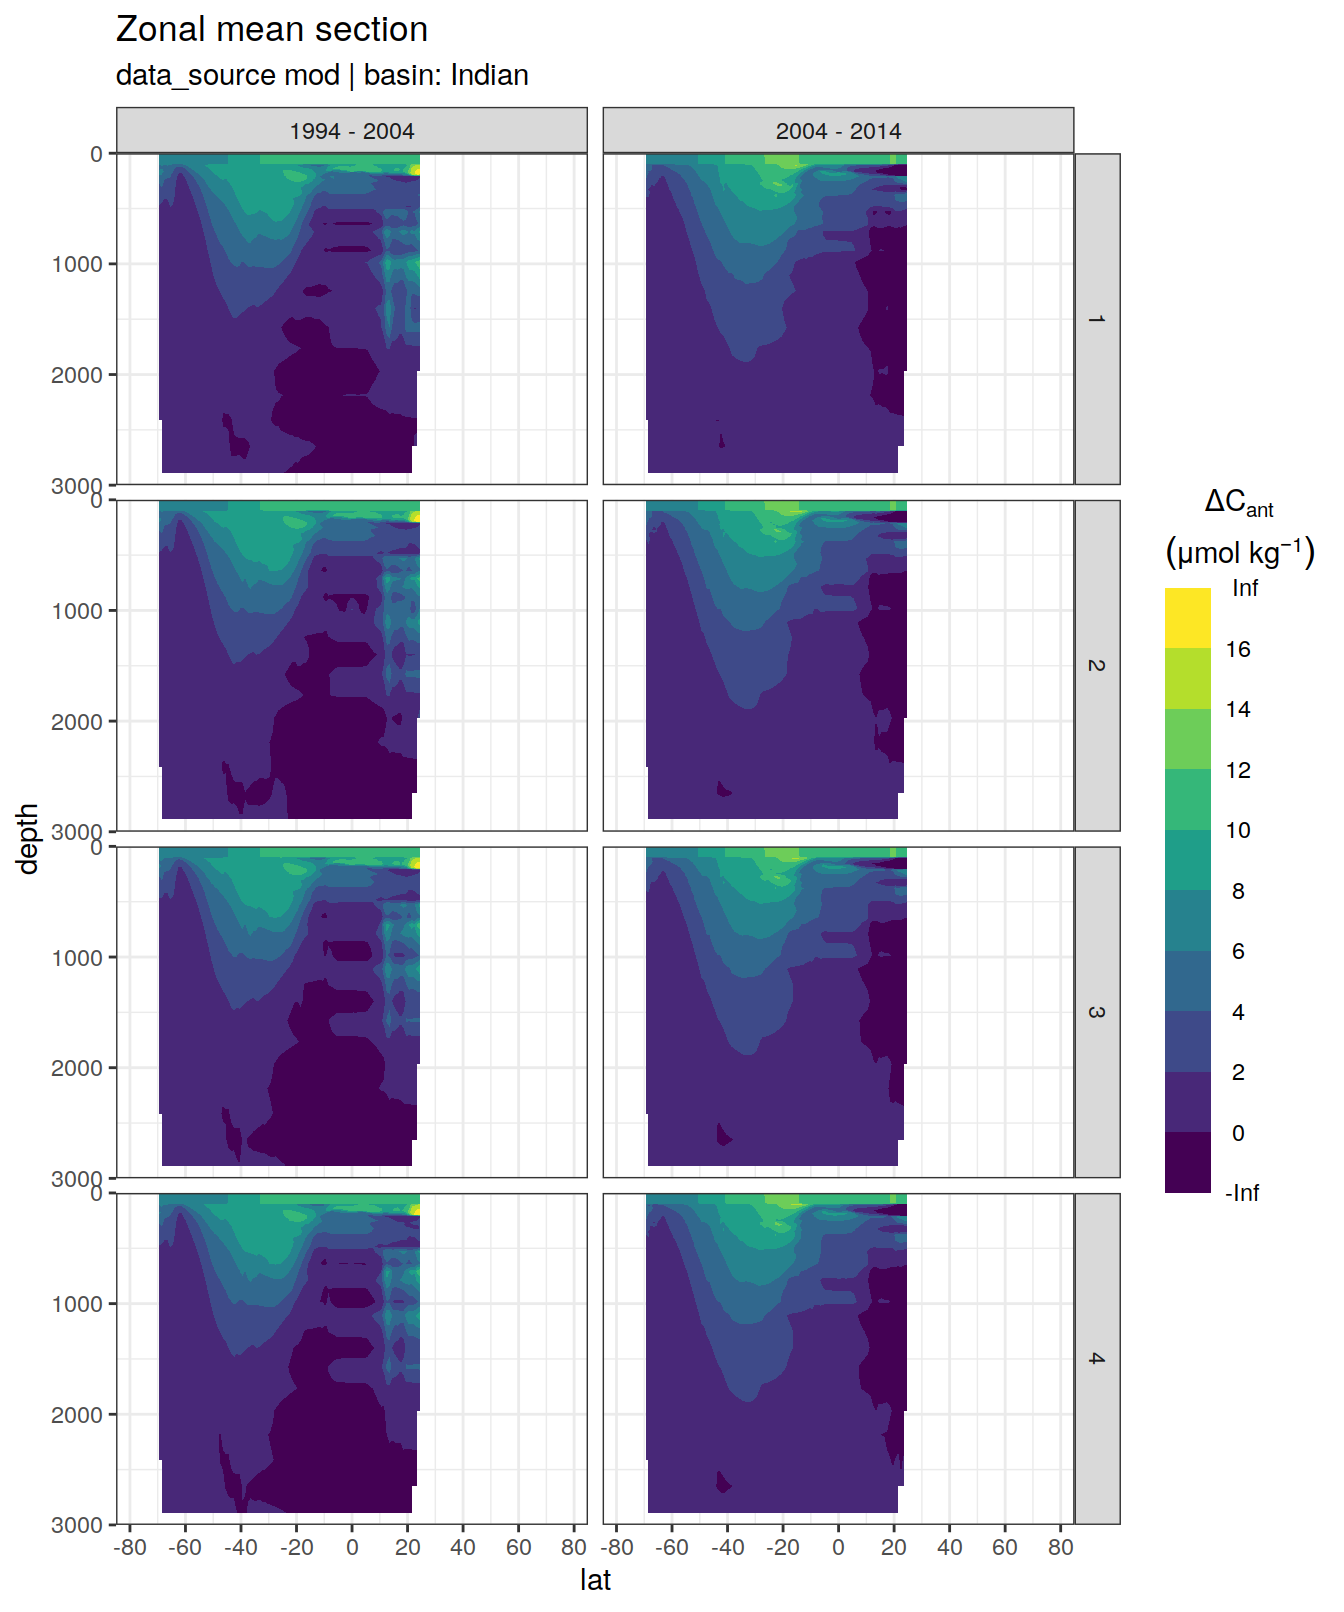 Zonal mean section
data_source mod | basin: Indian
1994 - 2004
2004 - 2014
0
1000
2000
3000
1
0
1000
2000
3000
2
0
1000
2000
3000
3
0
1000
2000
3000
4
-80 -60 -40 -20 0 20 40 60 80
-80 -60 -40 -20 0 20 40 60 80
lat
depth
ΔCant
(μmol kg⁻¹)
Inf
16
14
12
10
8
6
4
2
0
-Inf